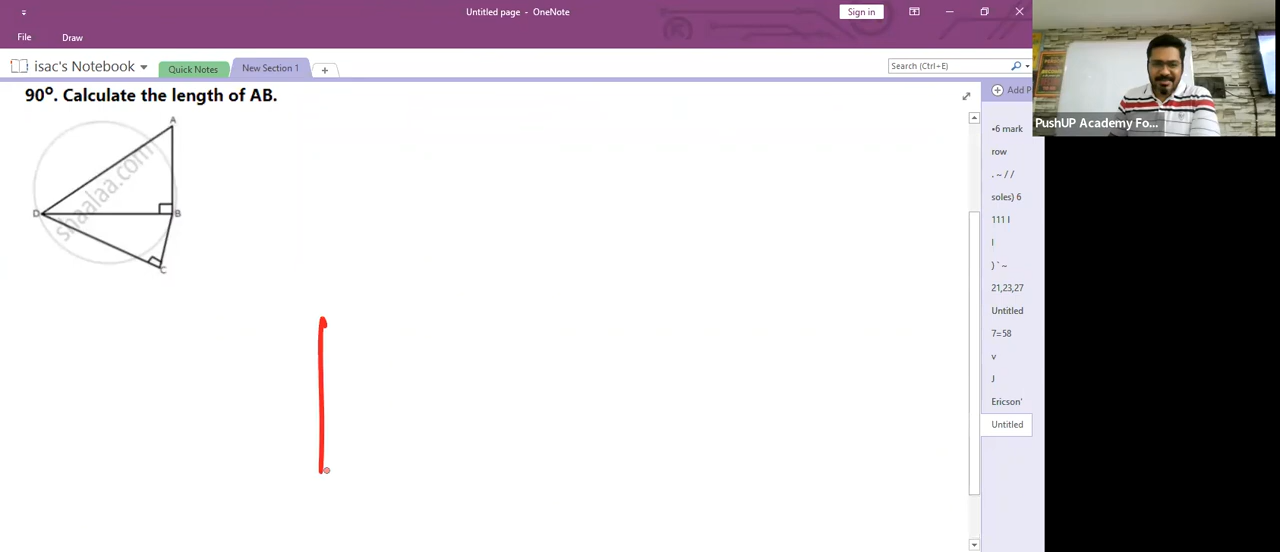 Untitled page - OneNote
Sign in
File
Draw
isac's Notebook
Quick Notes
New Section 1
+
Search (Ctrl+E)
90°. Calculate the length of AB.
A
D
B
C
shaalaa.com
Add P
•6 mark
row
. ~ / /
soles) 6
111 I
I
) ` ~
21,23,27
Untitled
7=58
v
J
Ericson'
Untitled
PushUP Academy Fo...